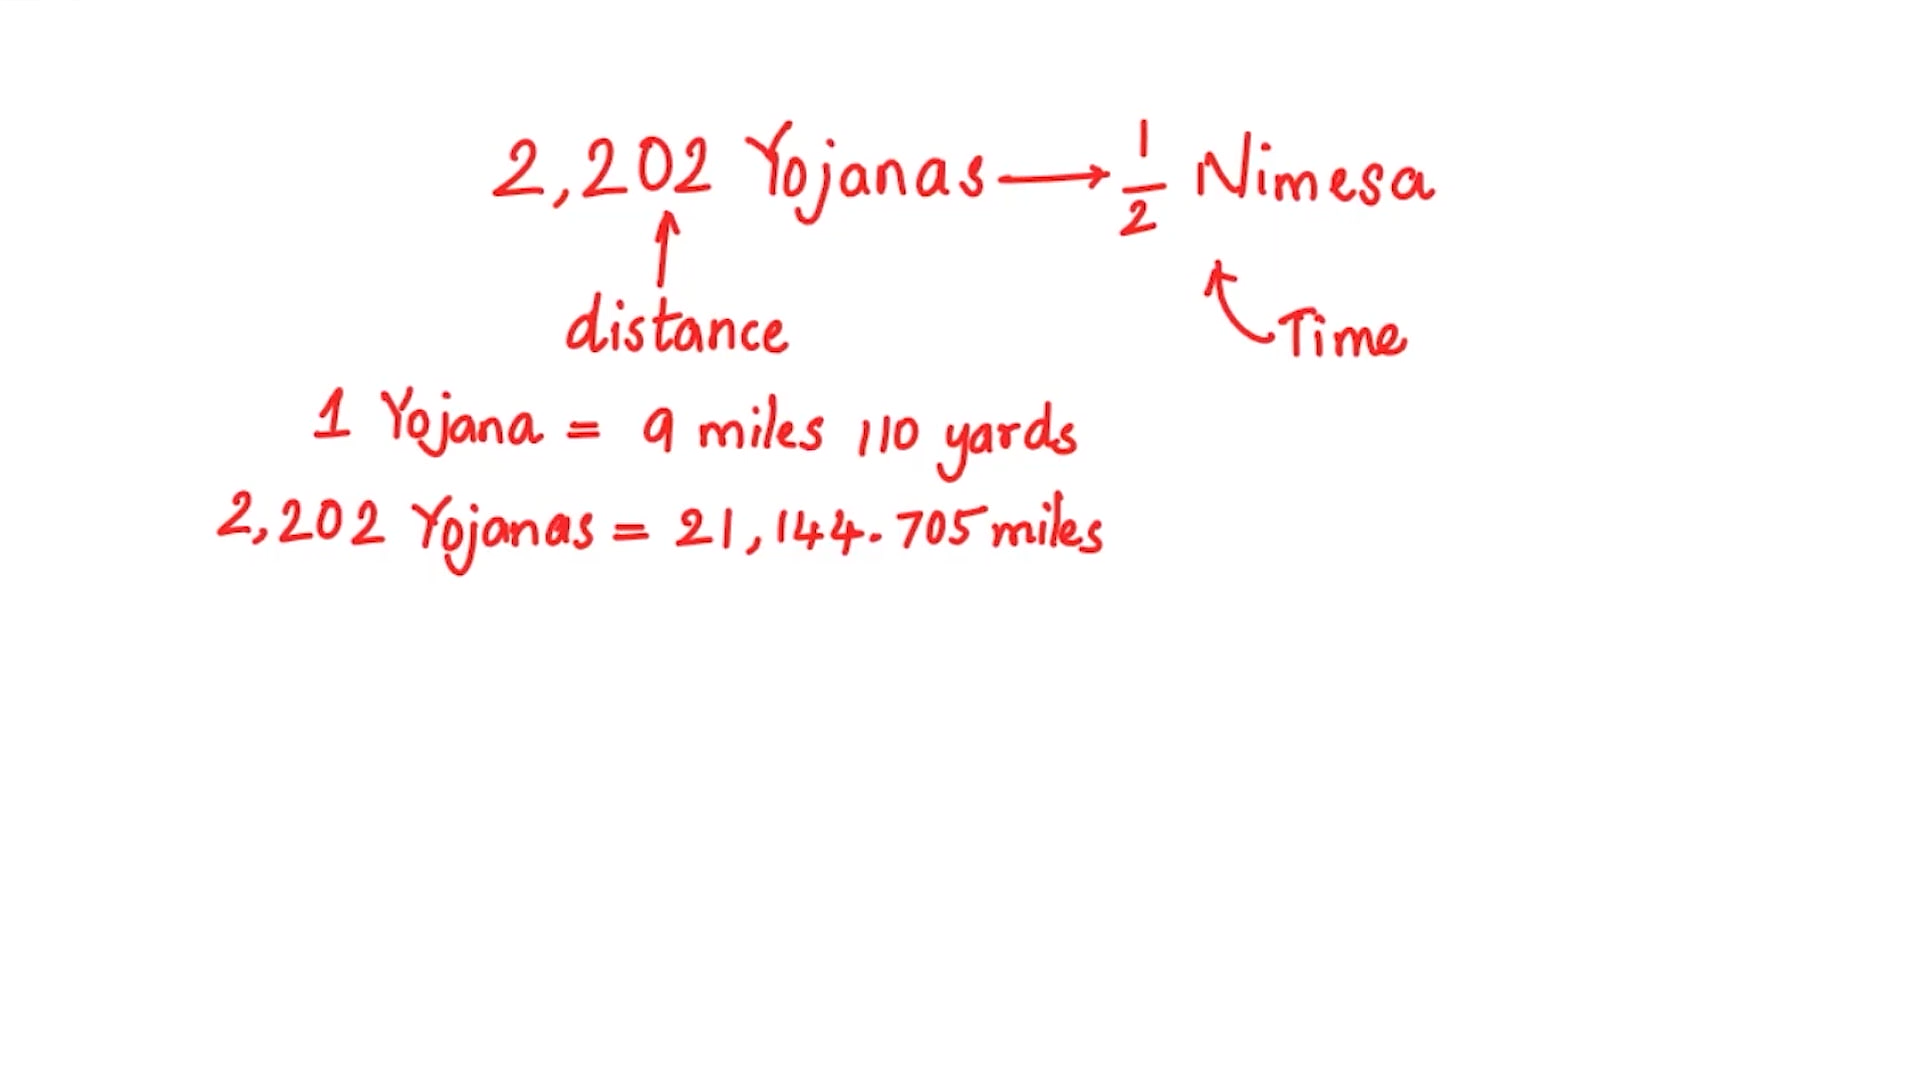 2,202 Yojanas → 1/2 Nimesa
distance
Time
1 Yojana = 9 miles 110 yards
2,202 Yojanas = 21,144.705 miles